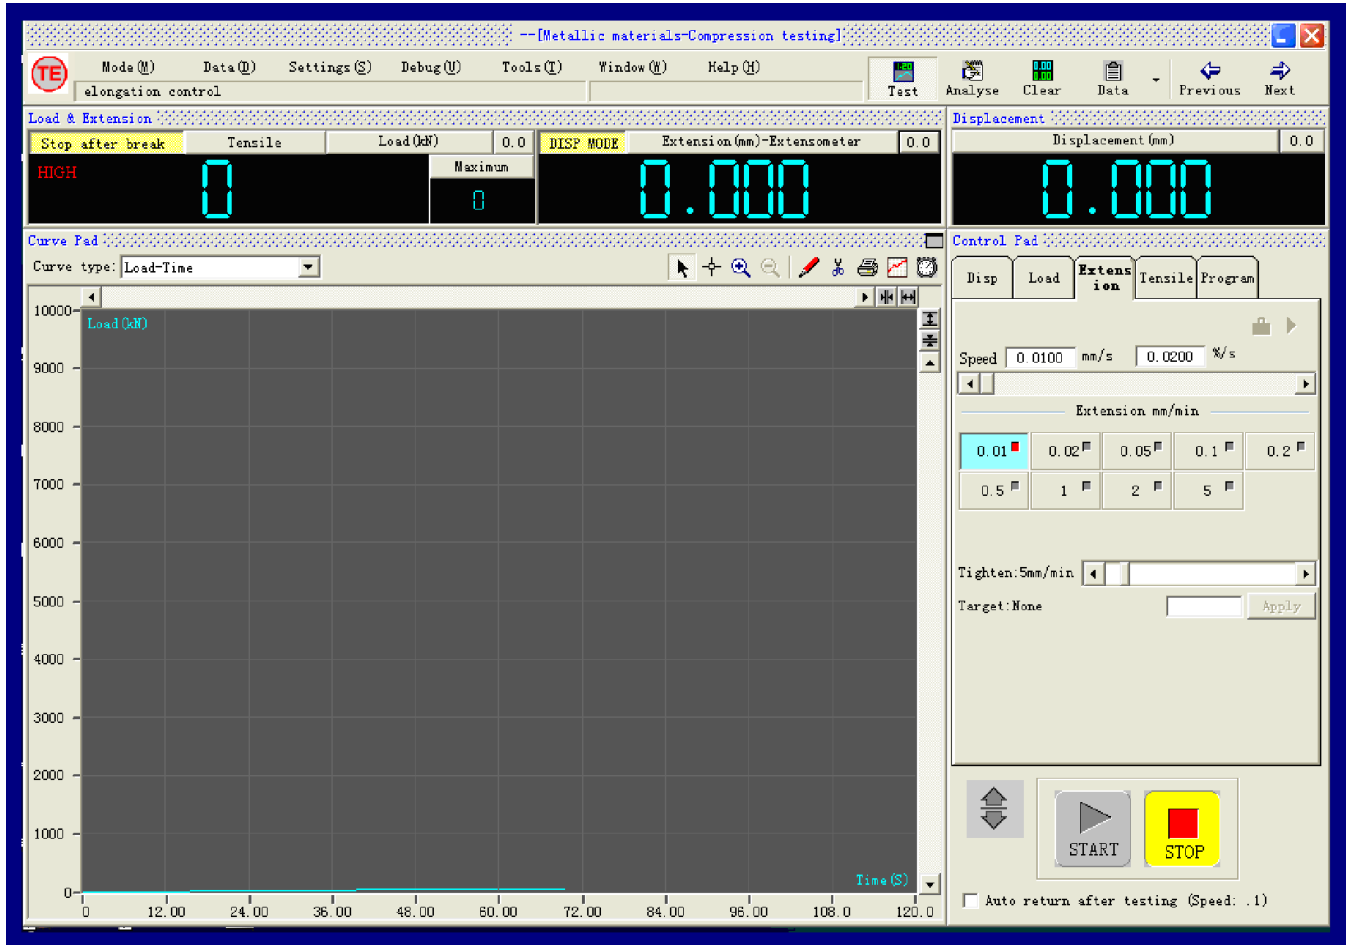 --[Metallic materials-Compression testing]
TE
Mode(M) Data(D) Settings(S) Debug(U) Tools(T) Window(W) Help(H)
elongation control
Test Analyse Clear Data Previous Next
Load & Extension
Stop after break Tensile Load(kN) 0.0 DISP MODE Extension(mm)-Extensometer 0.0
HIGH 0 Maximum 0 0.000
Displacement
Displacement(mm) 0.0
0.000
Curve Pad
Curve type: Load-Time
Load(kN)
10000
9000
8000
7000
6000
5000
4000
3000
2000
1000
0
Time(S)
0 12.00 24.00 36.00 48.00 60.00 72.00 84.00 96.00 108.0 120.0
Control Pad
Disp Load Extens ion Tensile Program
Speed 0.0100 mm/s 0.0200 %/s
Extension mm/min
0.01 0.02 0.05 0.1 0.2
0.5 1 2 5
Tighten:5mm/min
Target:None Apply
START STOP
Auto return after testing (Speed: .1)